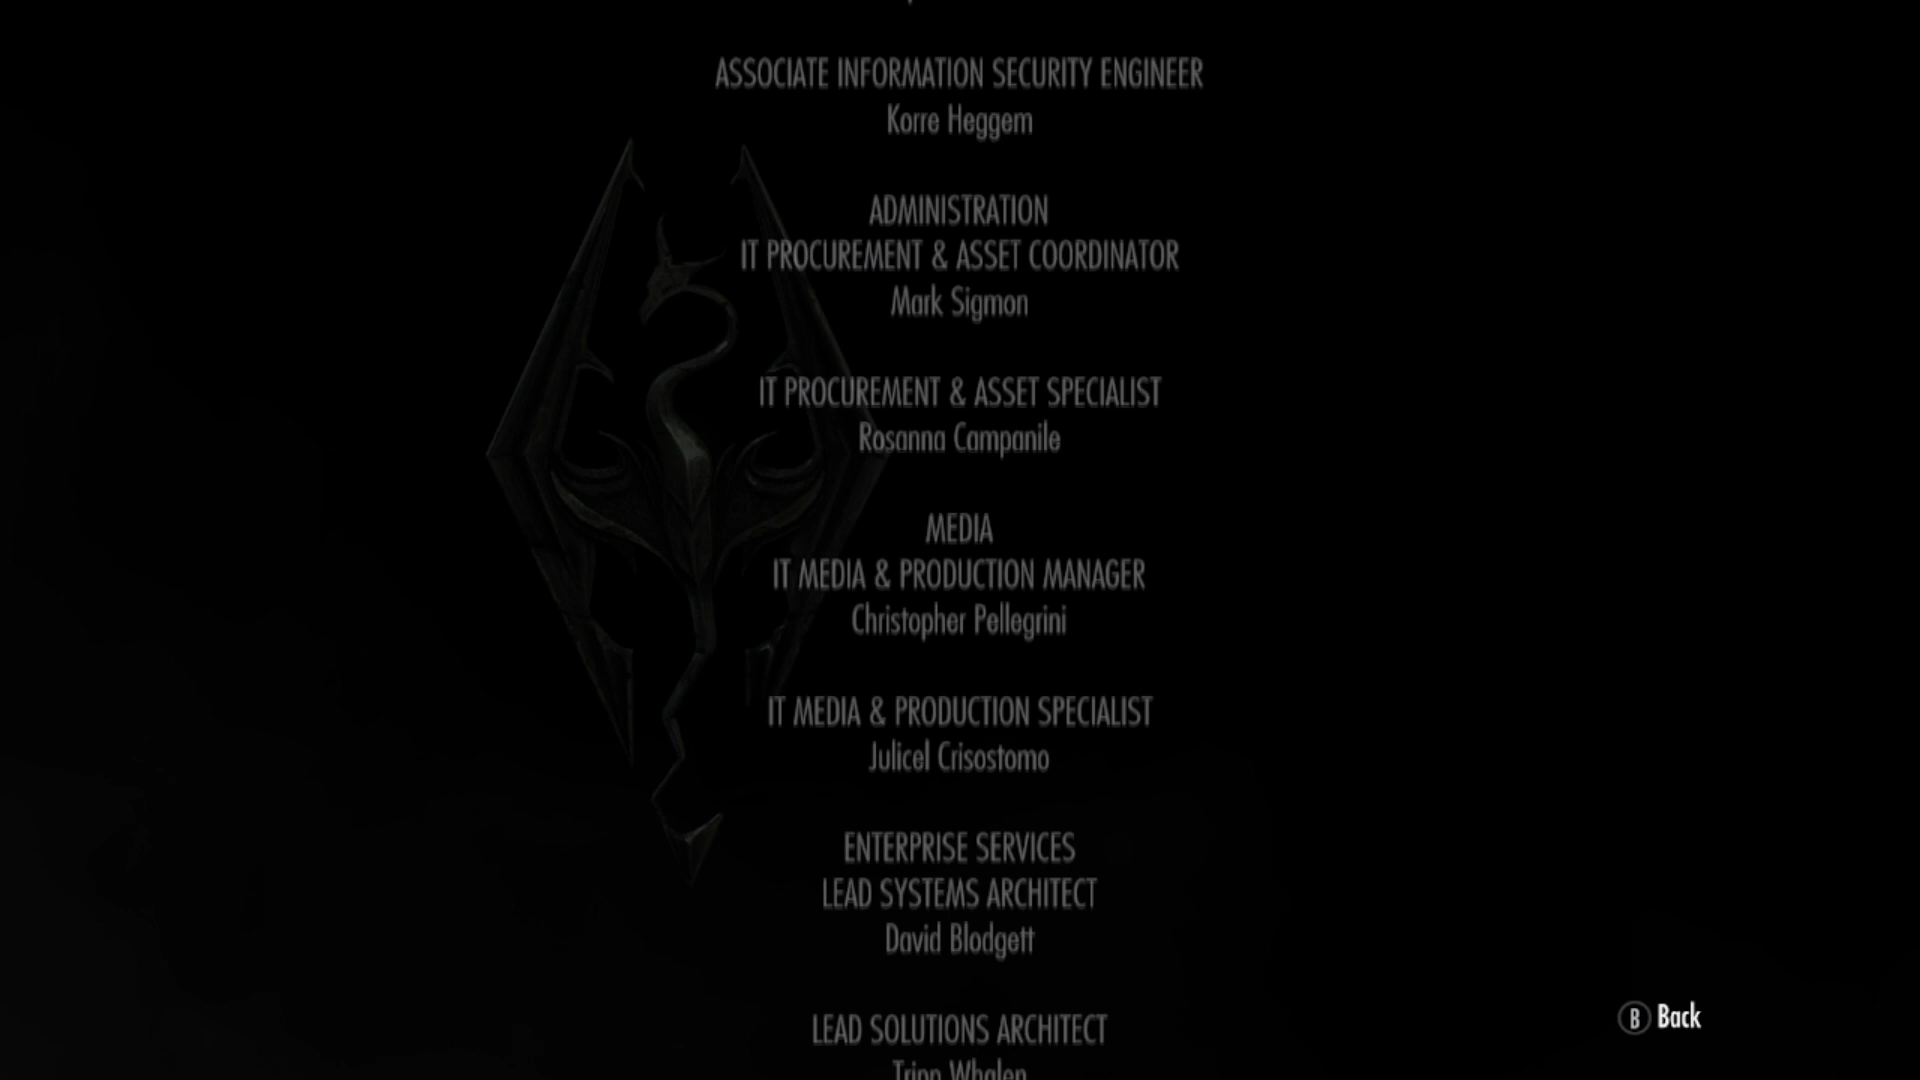 ASSOCIATE INFORMATION SECURITY ENGINEER
Korre Heggem
ADMINISTRATION
IT PROCUREMENT & ASSET COORDINATOR
Mark Sigmon
IT PROCUREMENT & ASSET SPECIALIST
Rosanna Campanile
MEDIA
IT MEDIA & PRODUCTION MANAGER
Christopher Pellegrini
IT MEDIA & PRODUCTION SPECIALIST
Julicel Crisostomo
ENTERPRISE SERVICES
LEAD SYSTEMS ARCHITECT
David Blodgett
LEAD SOLUTIONS ARCHITECT
Tripp Whalen
B Back